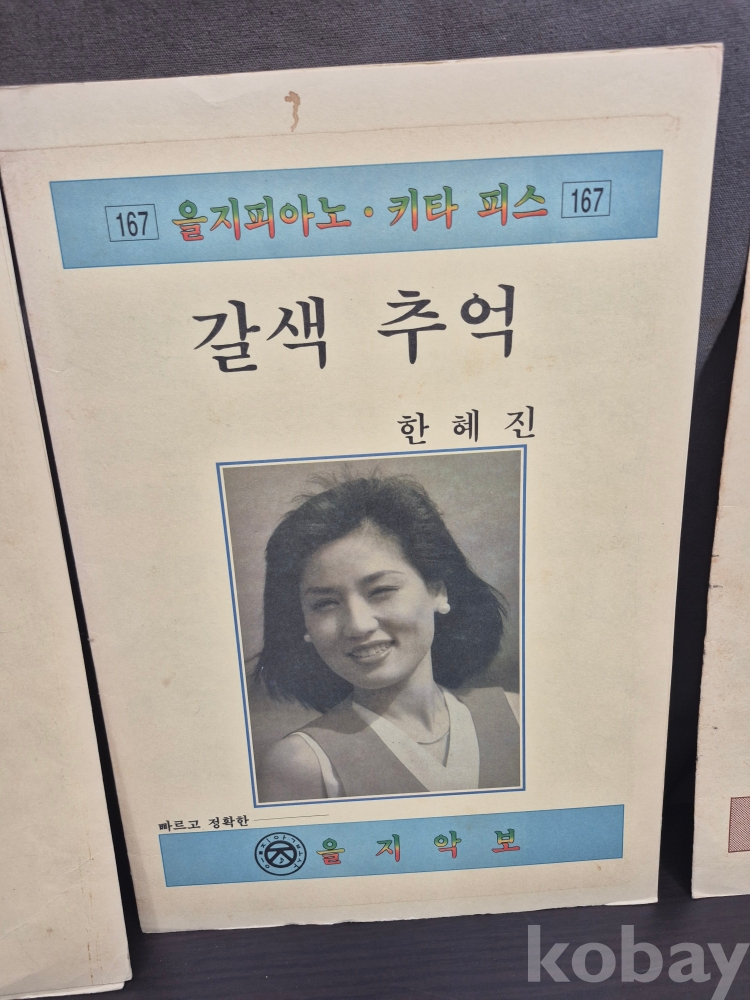 167 을지피아노 · 키타 피스 167
갈색 추억
한 혜 진
빠르고 정확한
을 지 악 보
kobay